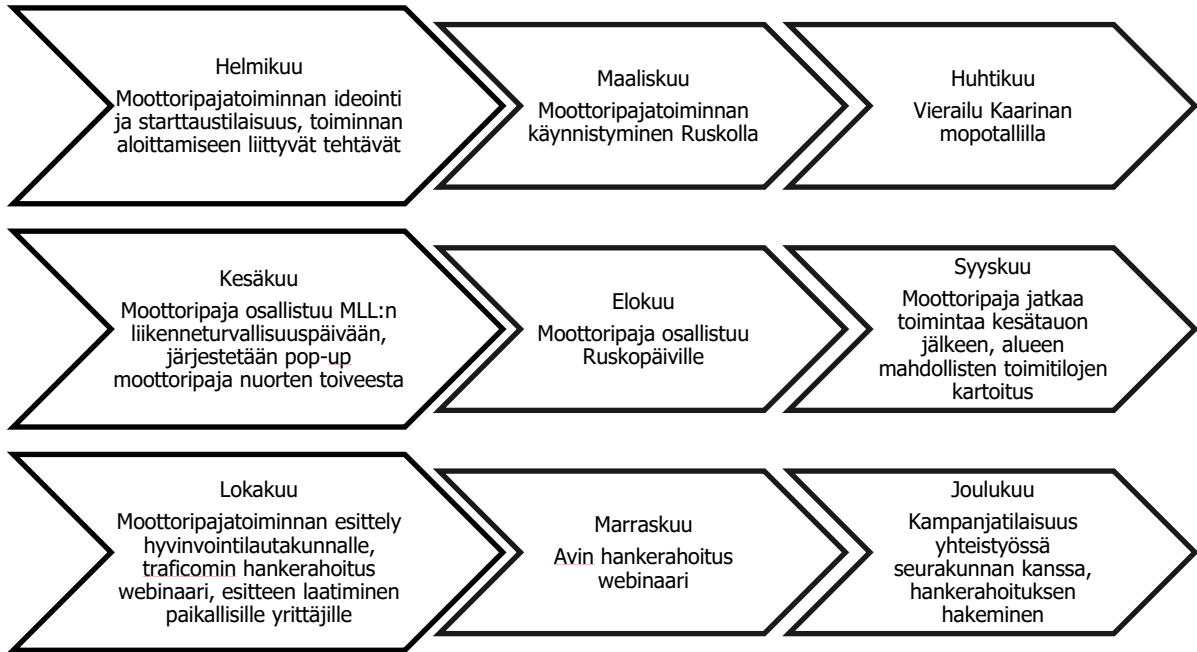 Helmikuu
Moottoripajatoiminnan ideointi
ja starttaustilaisuus, toiminnan
aloittamiseen liittyvät tehtävät
Maaliskuu
Moottoripajatoiminnan
käynnistyminen Ruskolla
Huhtikuu
Vierailu Kaarinan
mopotallilla
Kesäkuu
Moottoripaja osallistuu MLL:n
liikenneturvallisuuspäivään,
järjestetään pop-up
moottoripaja nuorten toiveesta
Elokuu
Moottoripaja osallistuu
Ruskopäiville
Syyskuu
Moottoripaja jatkaa
toimintaa kesätauon
jälkeen, alueen
mahdollisten toimitilojen
kartoitus
Lokakuu
Moottoripajatoiminnan esittely
hyvinvointilautakunnalle,
traficomin hankerahoitus
webinaari, esitteen laatiminen
paikallisille yrittäjille
Marraskuu
Avin hankerahoitus
webinaari
Joulukuu
Kampanjatilaisuus
yhteistyössä
seurakunnan kanssa,
hankerahoituksen
hakeminen